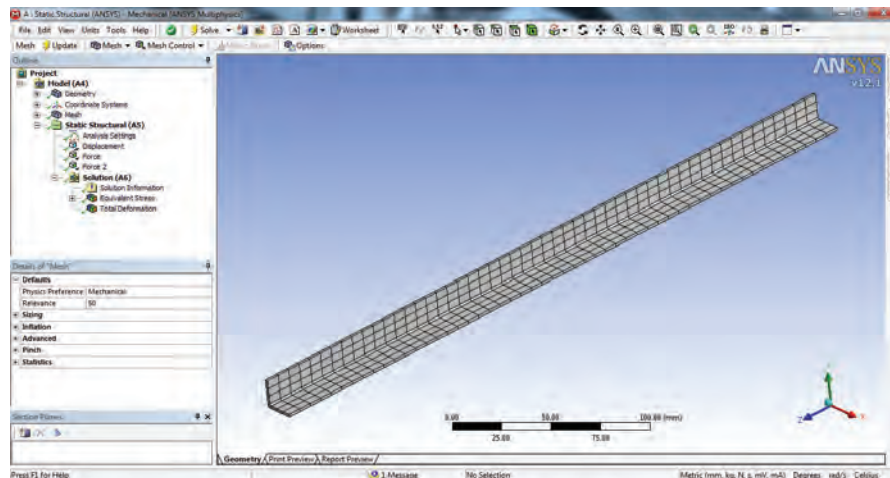 A : Static Structural (ANSYS) - Mechanical [ANSYS Multiphysics]
File Edit View Units Tools Help Solve Worksheet
Mesh Update Mesh Mesh Control Options
Outline
Project
Model (A4)
Geometry
Coordinate Systems
Mesh
Static Structural (A5)
Analysis Settings
Displacement
Force
Force 2
Solution (A6)
Solution Information
Equivalent Stress
Total Deformation
ANSYS
v12.1
Details of "Mesh"
Defaults
Physics Preference Mechanical
Relevance 50
Sizing
Inflation
Advanced
Pinch
Statistics
Section Planes
0.00 50.00 100.00 (mm)
25.00 75.00
Y
Z X
Geometry Print Preview Report Preview
Press F1 for Help 1 Message No Selection Metric (mm, kg, N, s, mV, mA) Degrees rad/s Celsius